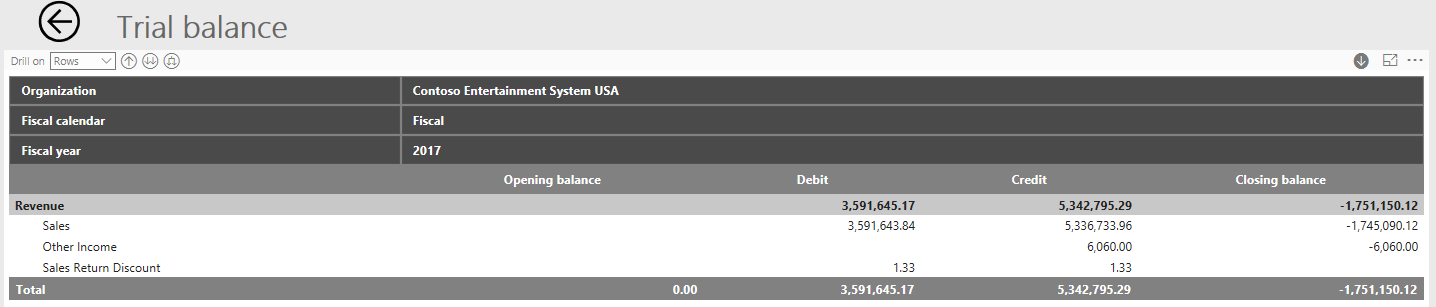 Trial balance
Drill on Rows
Organization Contoso Entertainment System USA
Fiscal calendar Fiscal
Fiscal year 2017
Opening balance Debit Credit Closing balance
Revenue 3,591,645.17 5,342,795.29 -1,751,150.12
Sales 3,591,643.84 5,336,733.96 -1,745,090.12
Other Income 6,060.00 -6,060.00
Sales Return Discount 1.33 1.33
Total 0.00 3,591,645.17 5,342,795.29 -1,751,150.12